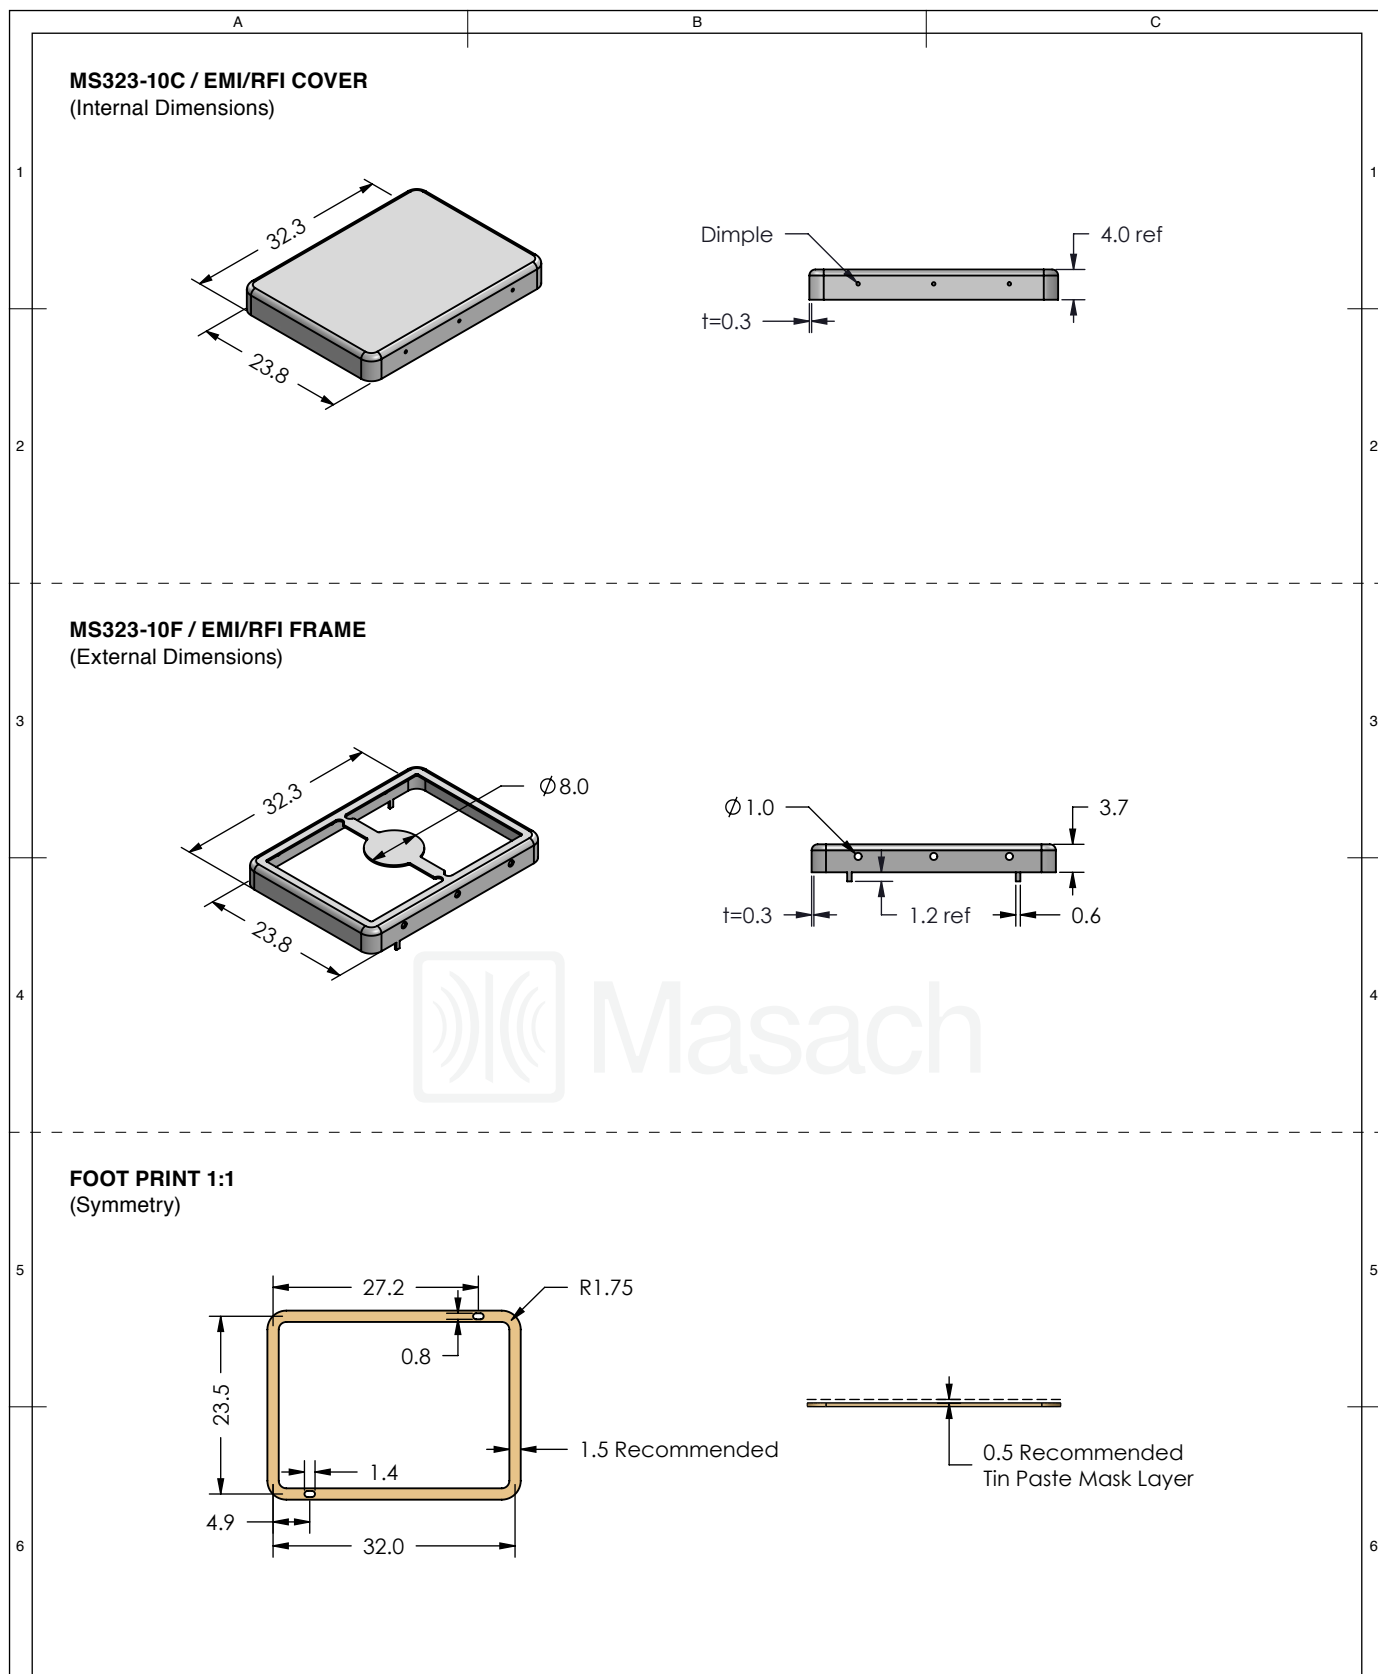 A
B
C
MS323-10C / EMI/RFI COVER
(Internal Dimensions)
1
1
32.3
23.8
Dimple
4.0 ref
t=0.3
2
2
MS323-10F / EMI/RFI FRAME
(External Dimensions)
3
3
32.3
∅8.0
23.8
∅1.0
3.7
t=0.3
1.2 ref
0.6
Masach
4
4
FOOT PRINT 1:1
(Symmetry)
5
5
27.2
R1.75
0.8
23.5
1.5 Recommended
1.4
4.9
32.0
0.5 Recommended
Tin Paste Mask Layer
6
6